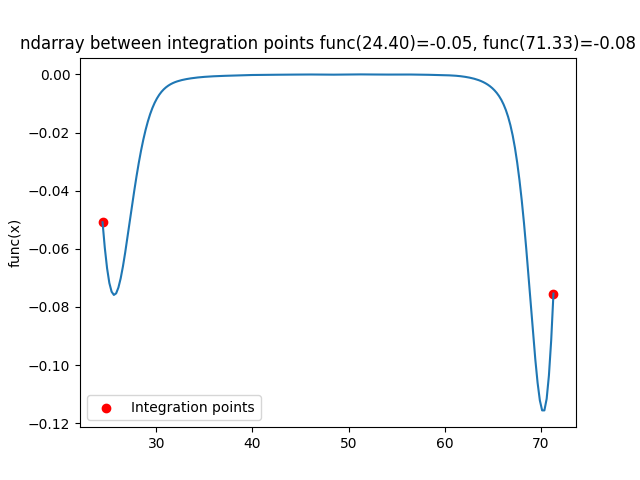 ndarray between integration points func(24.40)=-0.05, func(71.33)=-0.08
0.00
−0.02
−0.04
−0.06
−0.08
−0.10
−0.12
func(x)
Integration points
30 40 50 60 70